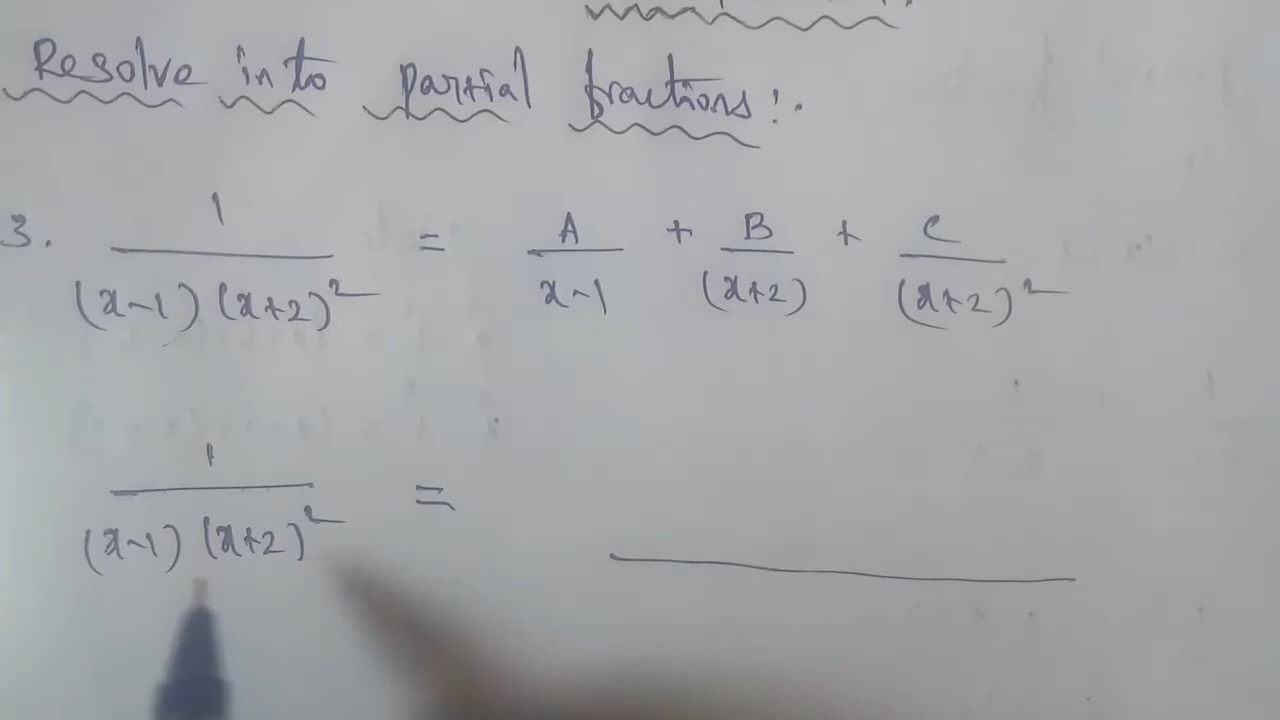 Resolve into partial fractions:.
3. 1/((x-1)(x+2)²) = A/(x-1) + B/(x+2) + C/(x+2)²
1/((x-1)(x+2)²) =